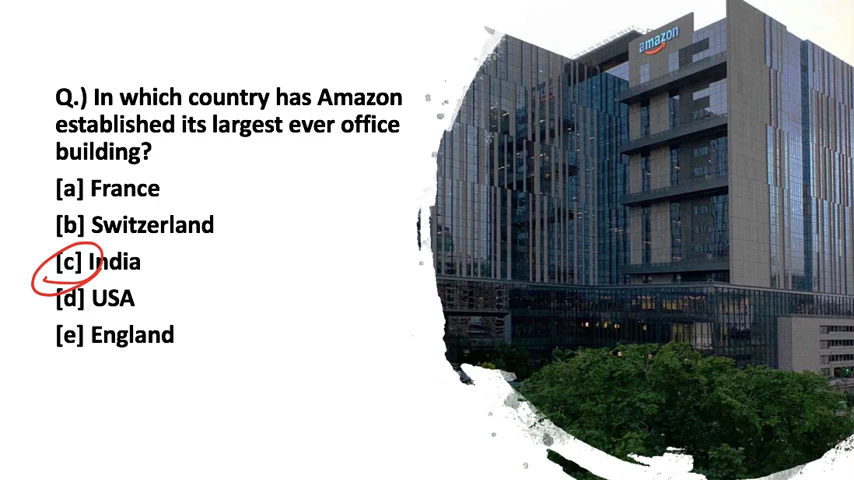 Q.) In which country has Amazon
established its largest ever office
building?
[a] France
[b] Switzerland
[c] India
[d] USA
[e] England
amazon